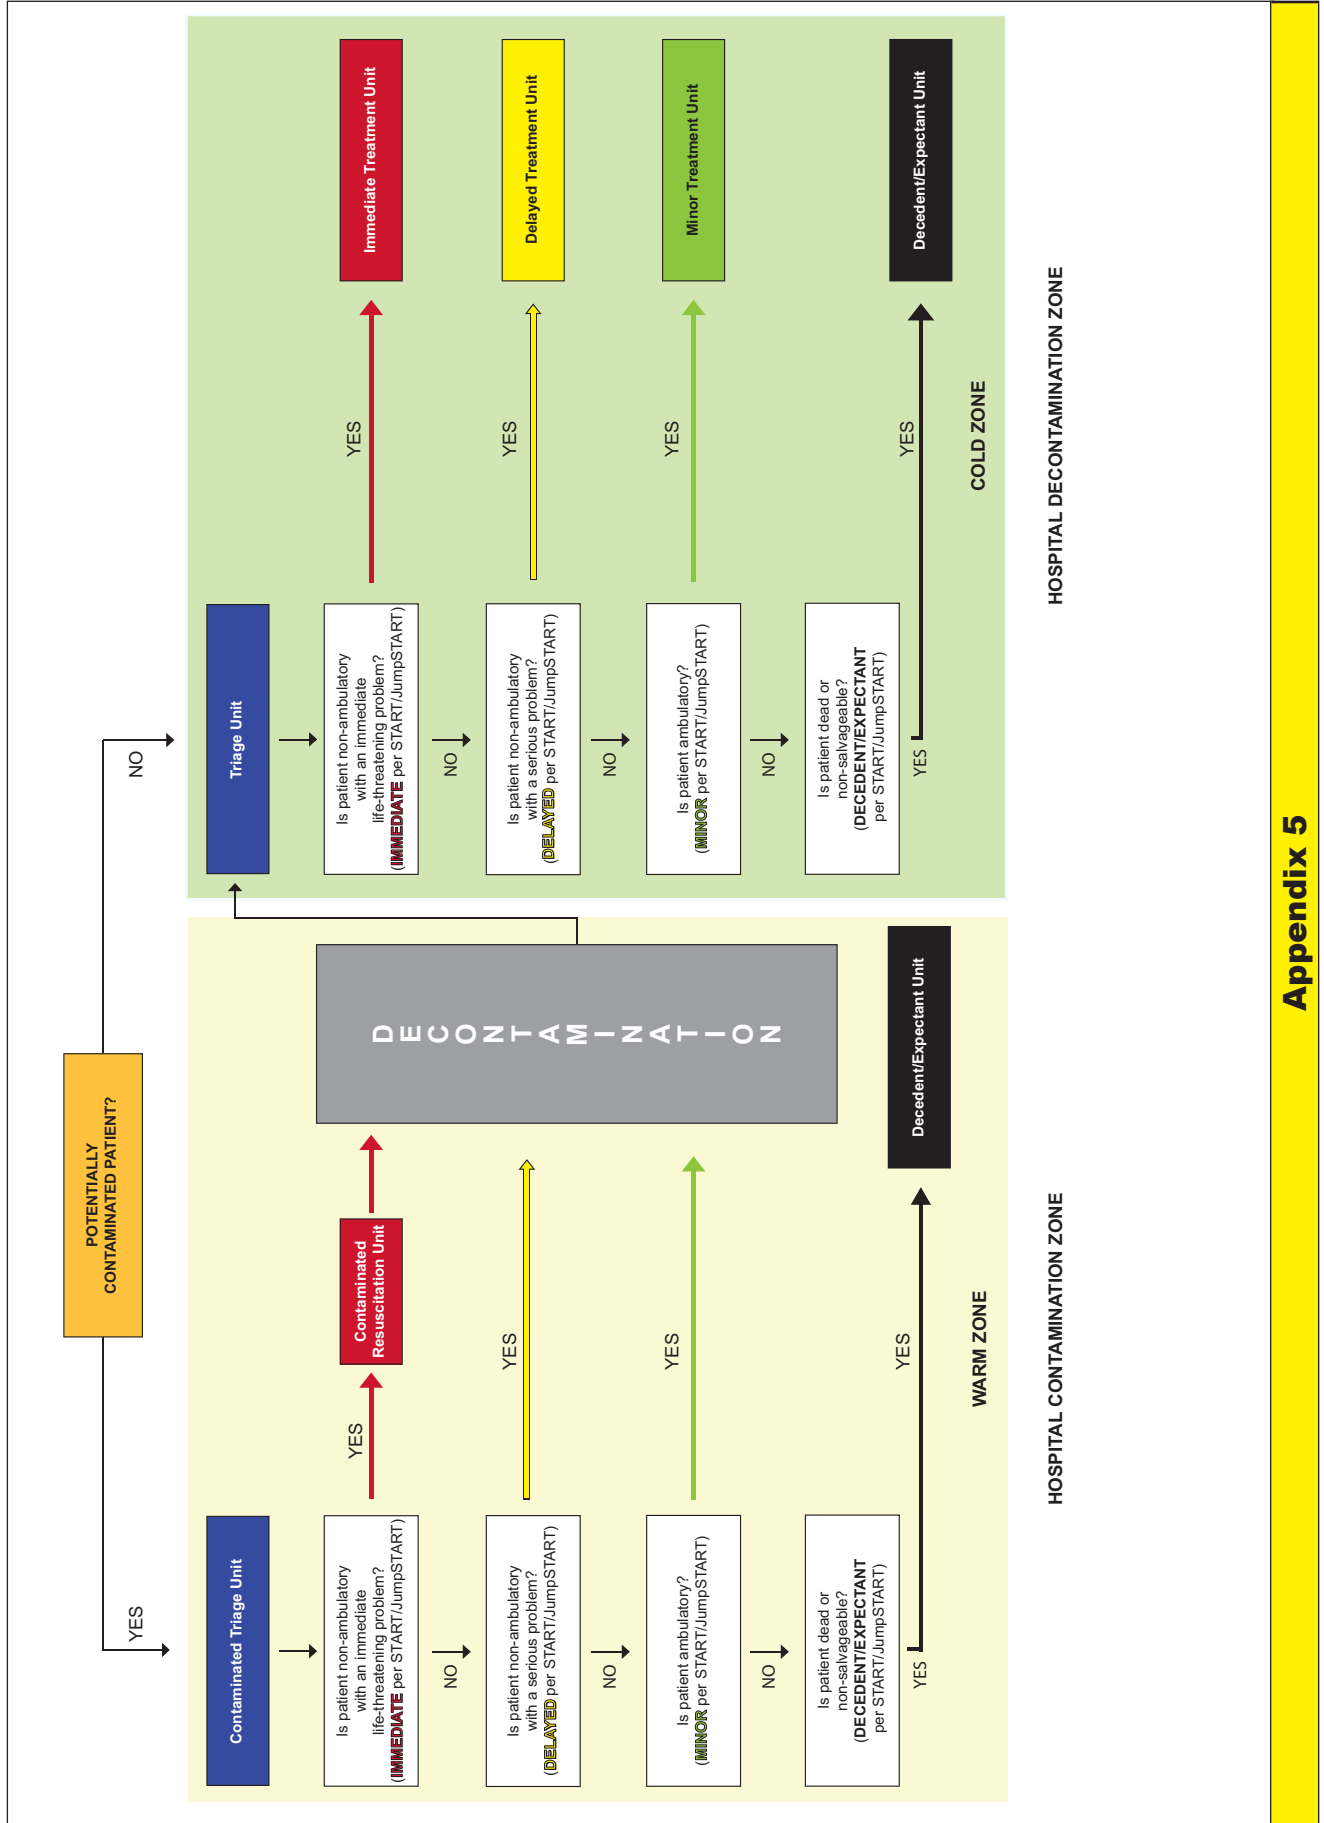 POTENTIALLY
CONTAMINATED PATIENT?
YES
NO
Contaminated Triage Unit
Is patient non-ambulatory
with an immediate
life-threatening problem?
(IMMEDIATE per START/JumpSTART)
YES
Contaminated
Resuscitation Unit
NO
Is patient non-ambulatory
with a serious problem?
(DELAYED per START/JumpSTART)
YES
NO
Is patient ambulatory?
(MINOR per START/JumpSTART)
YES
NO
Is patient dead or
non-salvageable?
(DECEDENT/EXPECTANT
per START/JumpSTART)
YES
YES
Decedent/Expectant Unit
DECONTAMINATION
WARM ZONE
HOSPITAL CONTAMINATION ZONE
Triage Unit
Is patient non-ambulatory
with an immediate
life-threatening problem?
(IMMEDIATE per START/JumpSTART)
YES
Immediate Treatment Unit
NO
Is patient non-ambulatory
with a serious problem?
(DELAYED per START/JumpSTART)
YES
Delayed Treatment Unit
NO
Is patient ambulatory?
(MINOR per START/JumpSTART)
YES
Minor Treatment Unit
NO
Is patient dead or
non-salvageable?
(DECEDENT/EXPECTANT
per START/JumpSTART)
YES
YES
Decedent/Expectant Unit
COLD ZONE
HOSPITAL DECONTAMINATION ZONE
Appendix 5